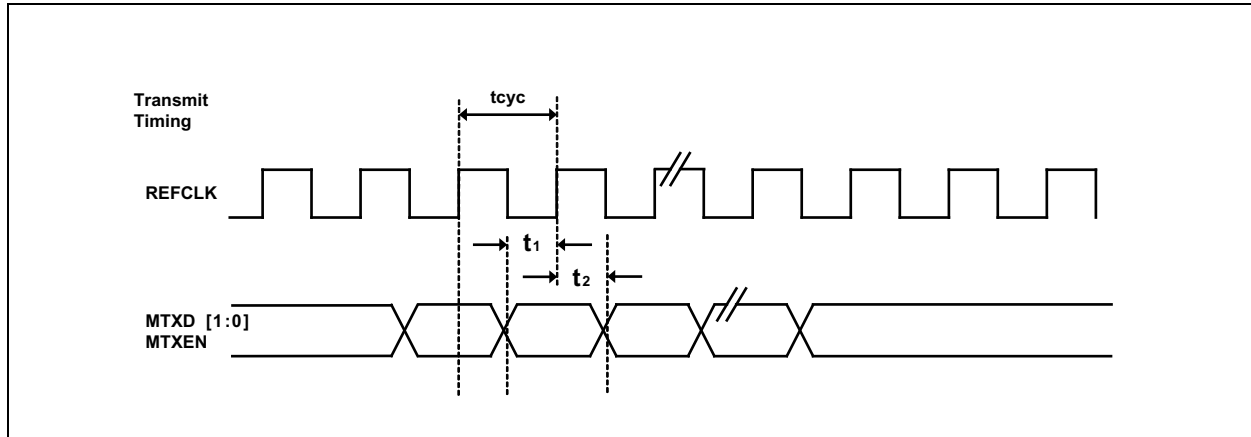 Transmit
Timing
tcyc
REFCLK
t1
t2
MTXD [1:0]
MTXEN